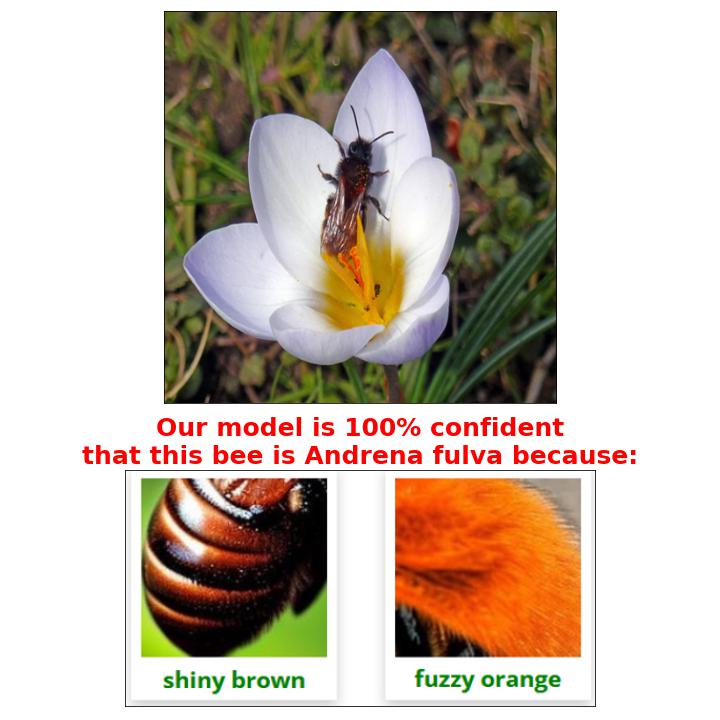 Our model is 100% confident
that this bee is Andrena fulva because:
shiny brown
fuzzy orange